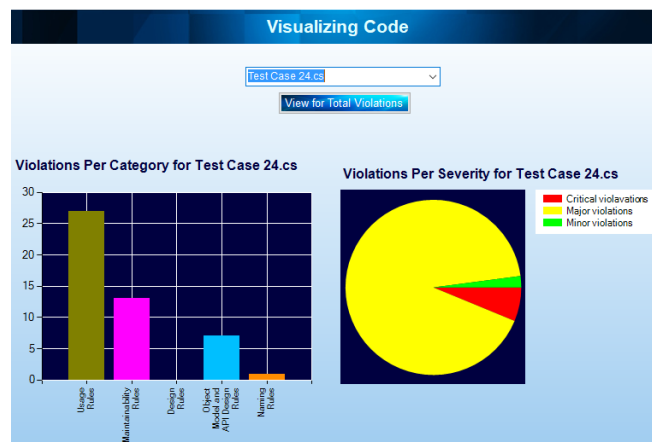 Visualizing Code
Test Case 24.cs
View for Total Violations
Violations Per Category for Test Case 24.cs
30
25
20
15
10
5
0
Usage
Rules
Maintainability
Rules
Design
Rules
Object
Model and
API Design
Rules
Naming
Rules
Violations Per Severity for Test Case 24.cs
Critical violavations
Major violations
Minor violations